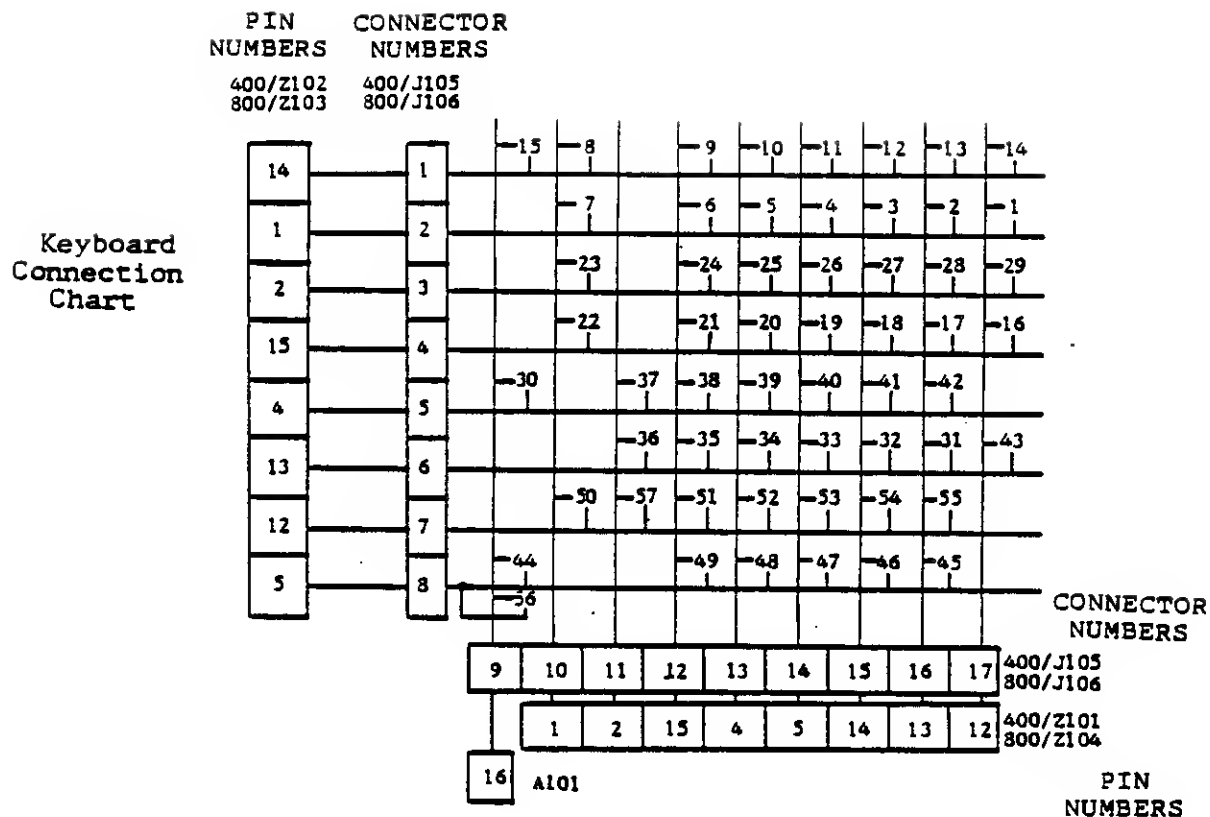 PIN CONNECTOR
NUMBERS NUMBERS
400/Z102 400/J105
800/Z103 800/J106
14 1 15 8 9 10 11 12 13 14
1 2 7 6 5 4 3 2 1
Keyboard
Connection
Chart
2 3 23 24 25 26 27 28 29
15 4 22 21 20 19 18 17 16
4 5 30 37 38 39 40 41 42
13 6 36 35 34 33 32 31 43
12 7 50 57 51 52 53 54 55
5 8 44 49 48 47 46 45
56
CONNECTOR
NUMBERS
9 10 11 12 13 14 15 16 17 400/J105
800/J106
1 2 15 4 5 14 13 12 400/Z101
800/Z104
16 A101
PIN
NUMBERS